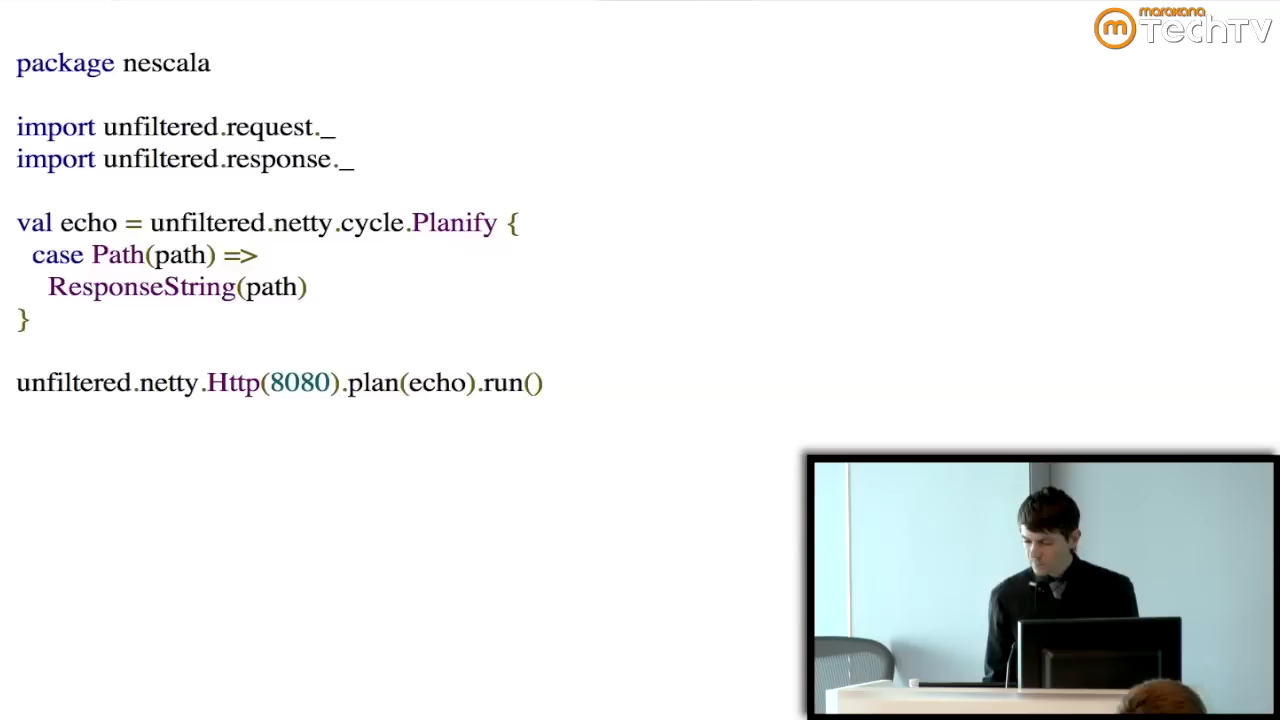 marakana
m TechTV
package nescala
import unfiltered.request._
import unfiltered.response._
val echo = unfiltered.netty.cycle.Planify {
case Path(path) =>
ResponseString(path)
}
unfiltered.netty.Http(8080).plan(echo).run()